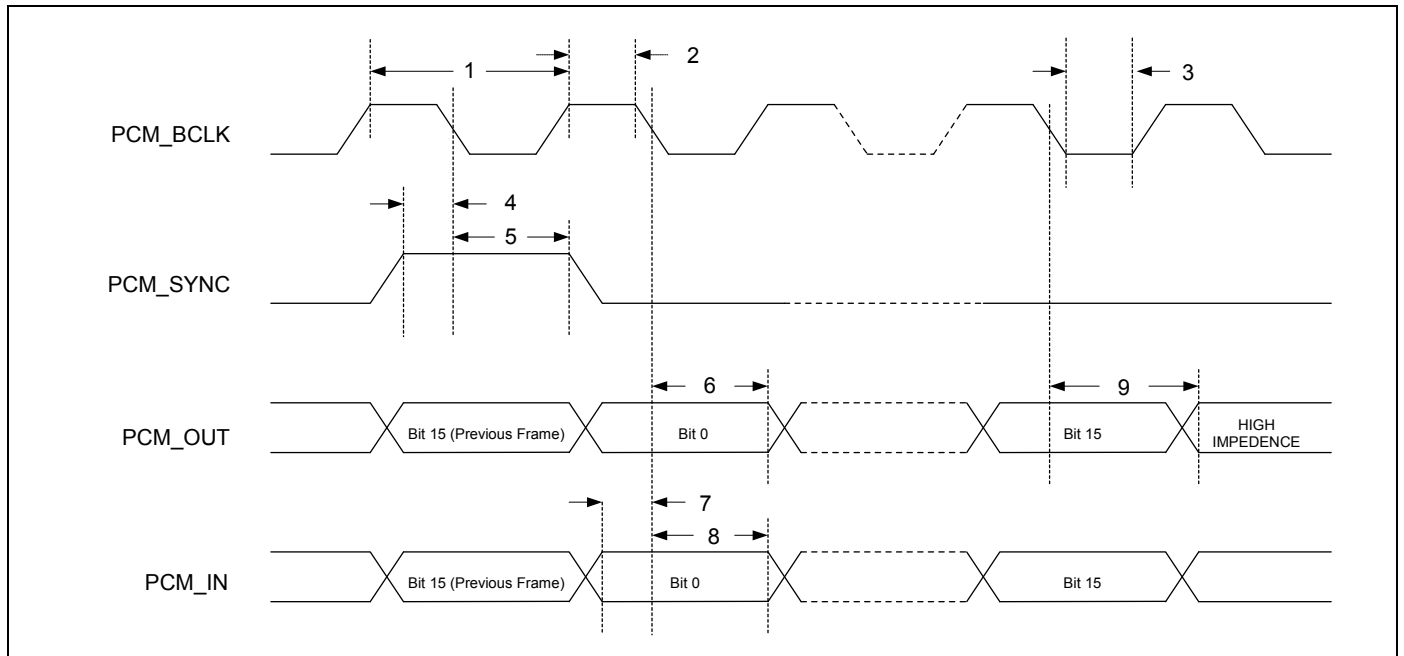 1
2
3
PCM_BCLK
4
5
PCM_SYNC
6
9
PCM_OUT
Bit 15 (Previous Frame)
Bit 0
Bit 15
HIGH
IMPEDENCE
7
8
PCM_IN
Bit 15 (Previous Frame)
Bit 0
Bit 15